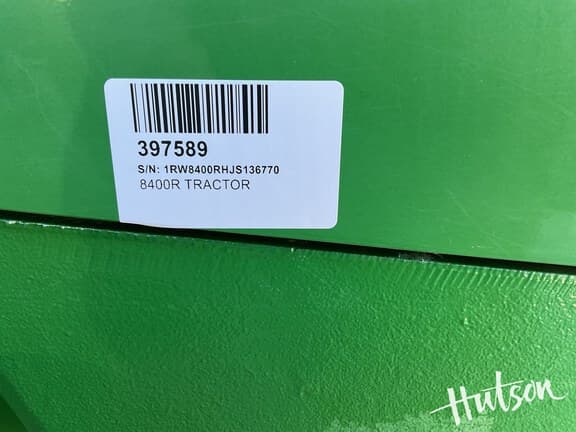 397589
S/N: 1RW8400RHJS136770
8400R TRACTOR
Hutson